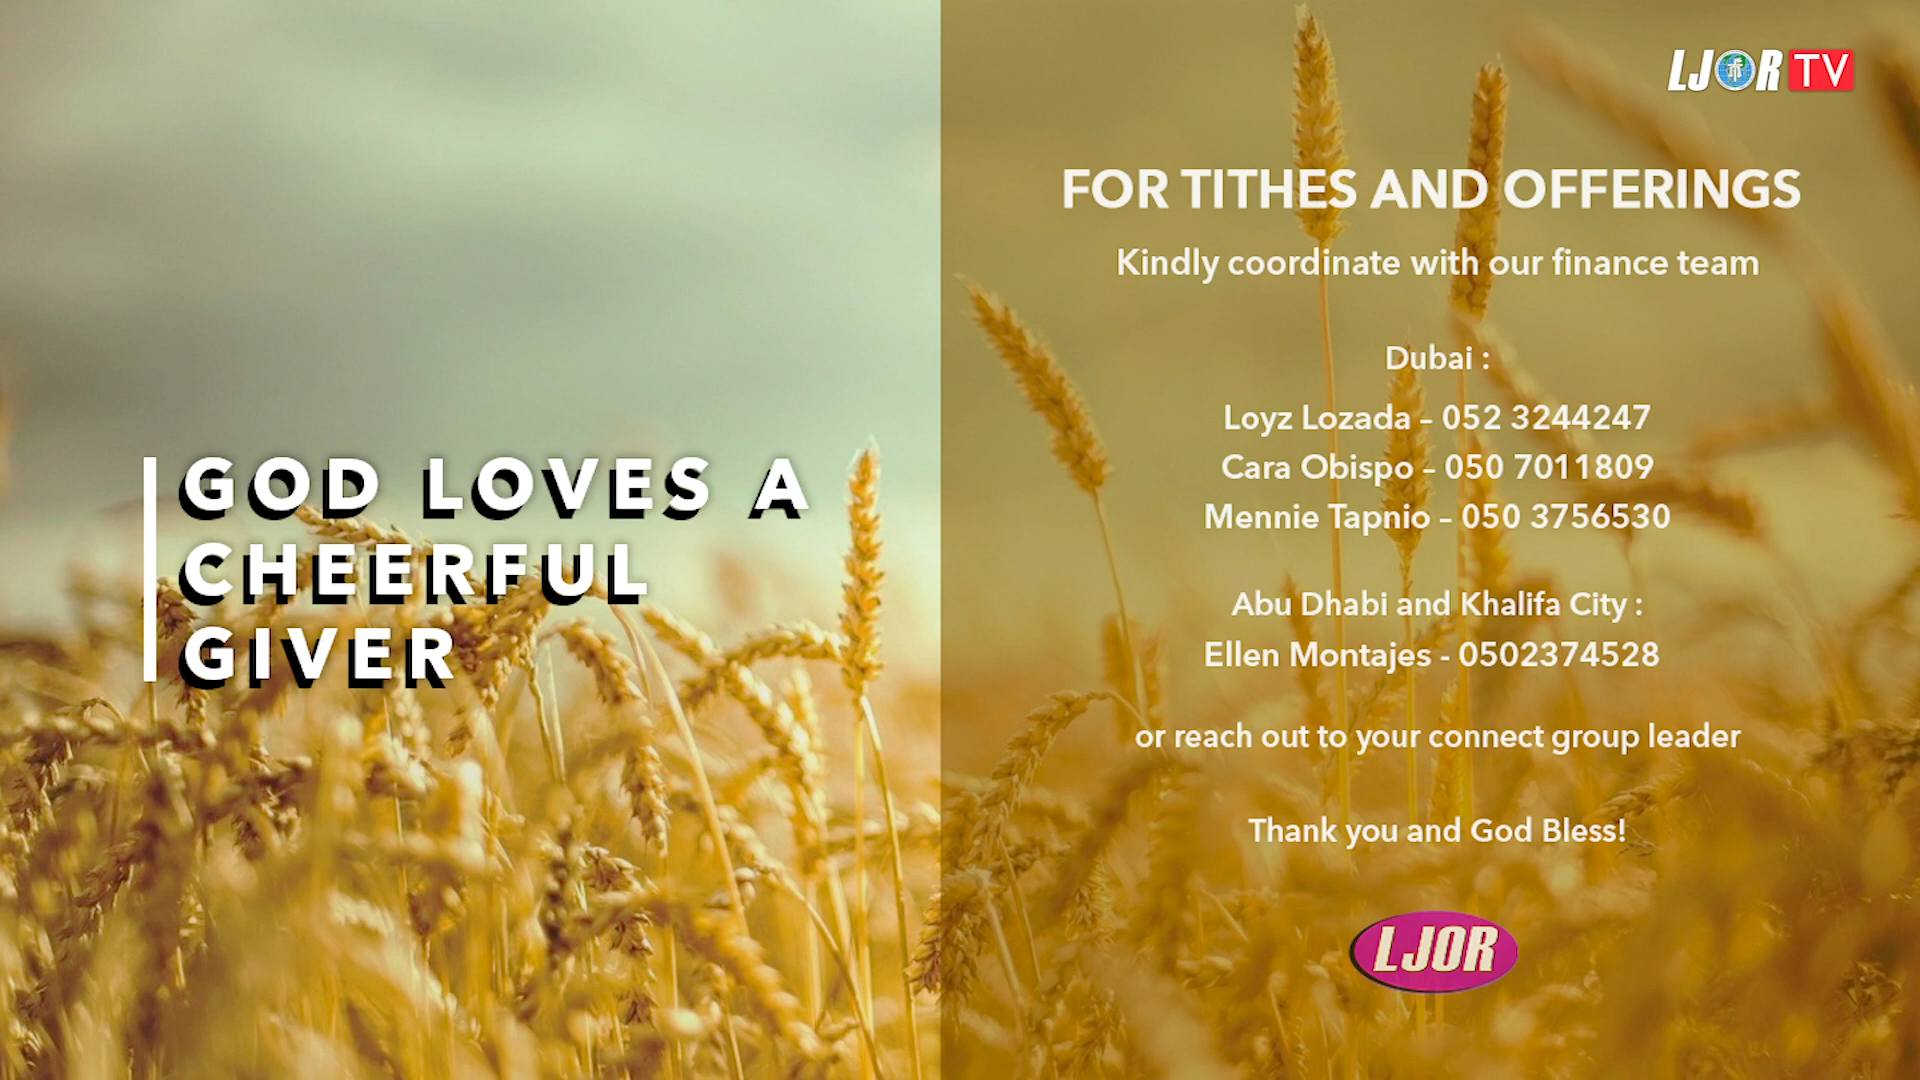 GOD LOVES A
CHEERFUL
GIVER
LJOR TV
FOR TITHES AND OFFERINGS
Kindly coordinate with our finance team
Dubai :
Loyz Lozada – 052 3244247
Cara Obispo – 050 7011809
Mennie Tapnio – 050 3756530
Abu Dhabi and Khalifa City :
Ellen Montajes - 0502374528
or reach out to your connect group leader
Thank you and God Bless!
LJOR